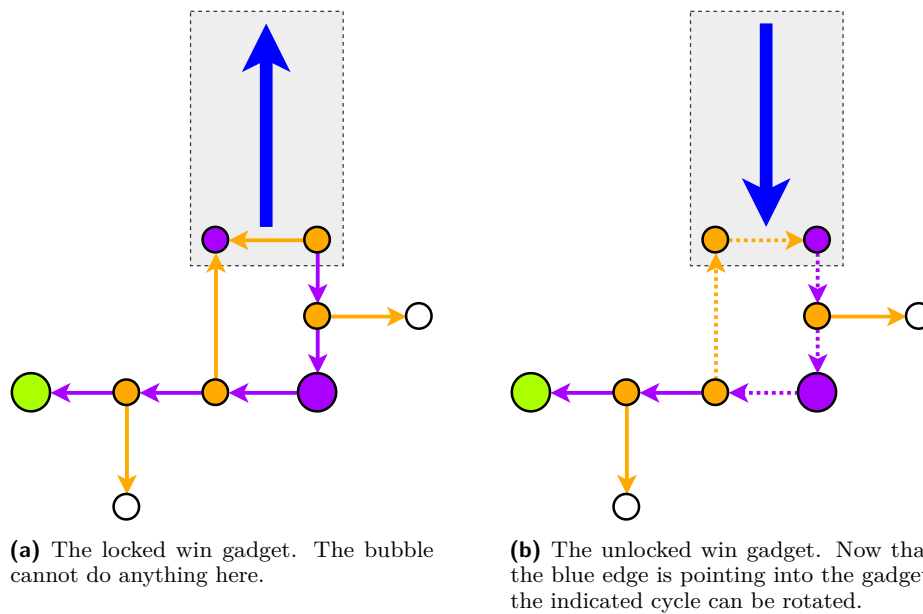 (a) The locked win gadget. The bubble
cannot do anything here.
(b) The unlocked win gadget. Now tha
the blue edge is pointing into the gadge
the indicated cycle can be rotated.